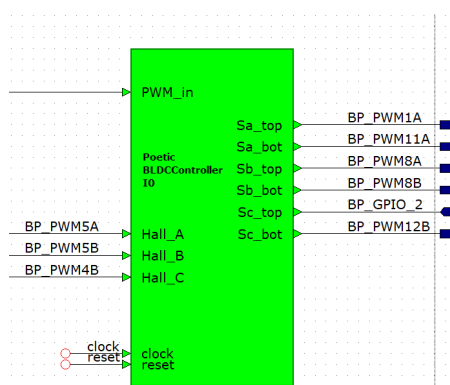 PWM_in
Sa_top BP_PWM1A
Sa_bot BP_PWM11A
Poetic
BLDCController
I0
Sb_top BP_PWM8A
Sb_bot BP_PWM8B
Sc_top BP_GPIO_2
BP_PWM5A Hall_A Sc_bot BP_PWM12B
BP_PWM5B Hall_B
BP_PWM4B Hall_C
clock clock
reset reset